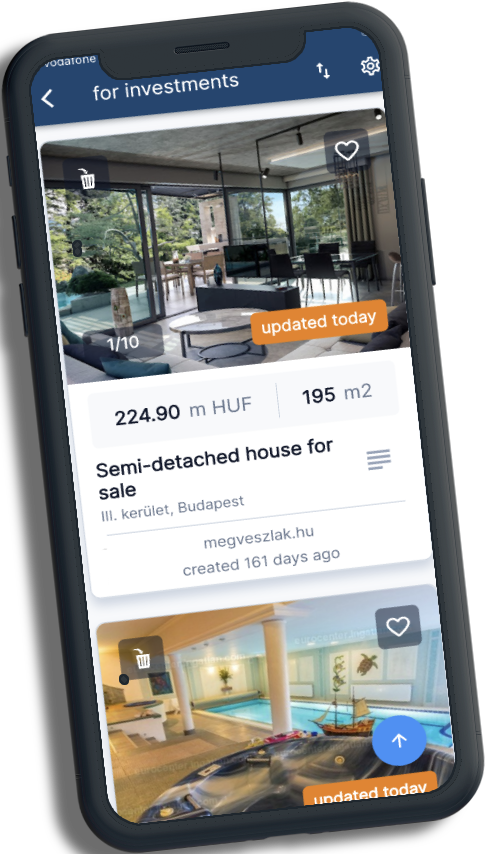 vodafone
for investments
1/10
updated today
224.90 m HUF
195 m2
Semi-detached house for
sale
III. kerület, Budapest
megveszlak.hu
created 161 days ago
updated today